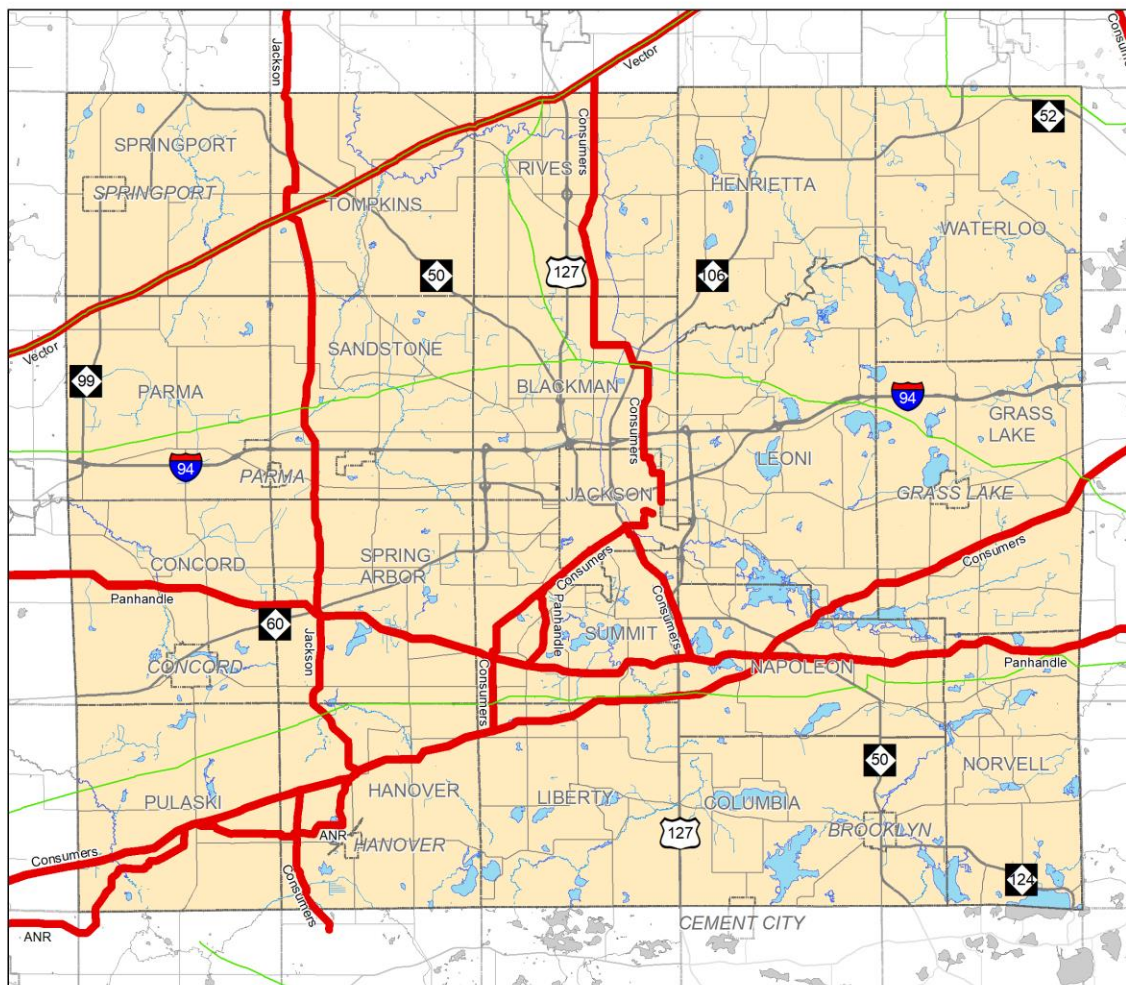 Jackson
Vector
Consumers
52
SPRINGPORT
Consumers
RIVES
HENRIETTA
SPRINGPORT
TOMPKINS
WATERLOO
50
127
106
Vector
SANDSTONE
99
PARMA
BLACKMAN
94
GRASS
LAKE
Consumers
94
PARMA
LEONI
JACKSON
GRASS LAKE
CONCORD
SPRING
ARBOR
Consumers
Consumers
Panhandle
60
Panhandle
Consumers
SUMMIT
CONCORD
Jackson
Consumers
NAPOLEON
Panhandle
50
NORVELL
PULASKI
HANOVER
LIBERTY
COLUMBIA
ANR
HANOVER
127
BROOKLYN
Consumers
Consumers
124
CEMENT CITY
ANR